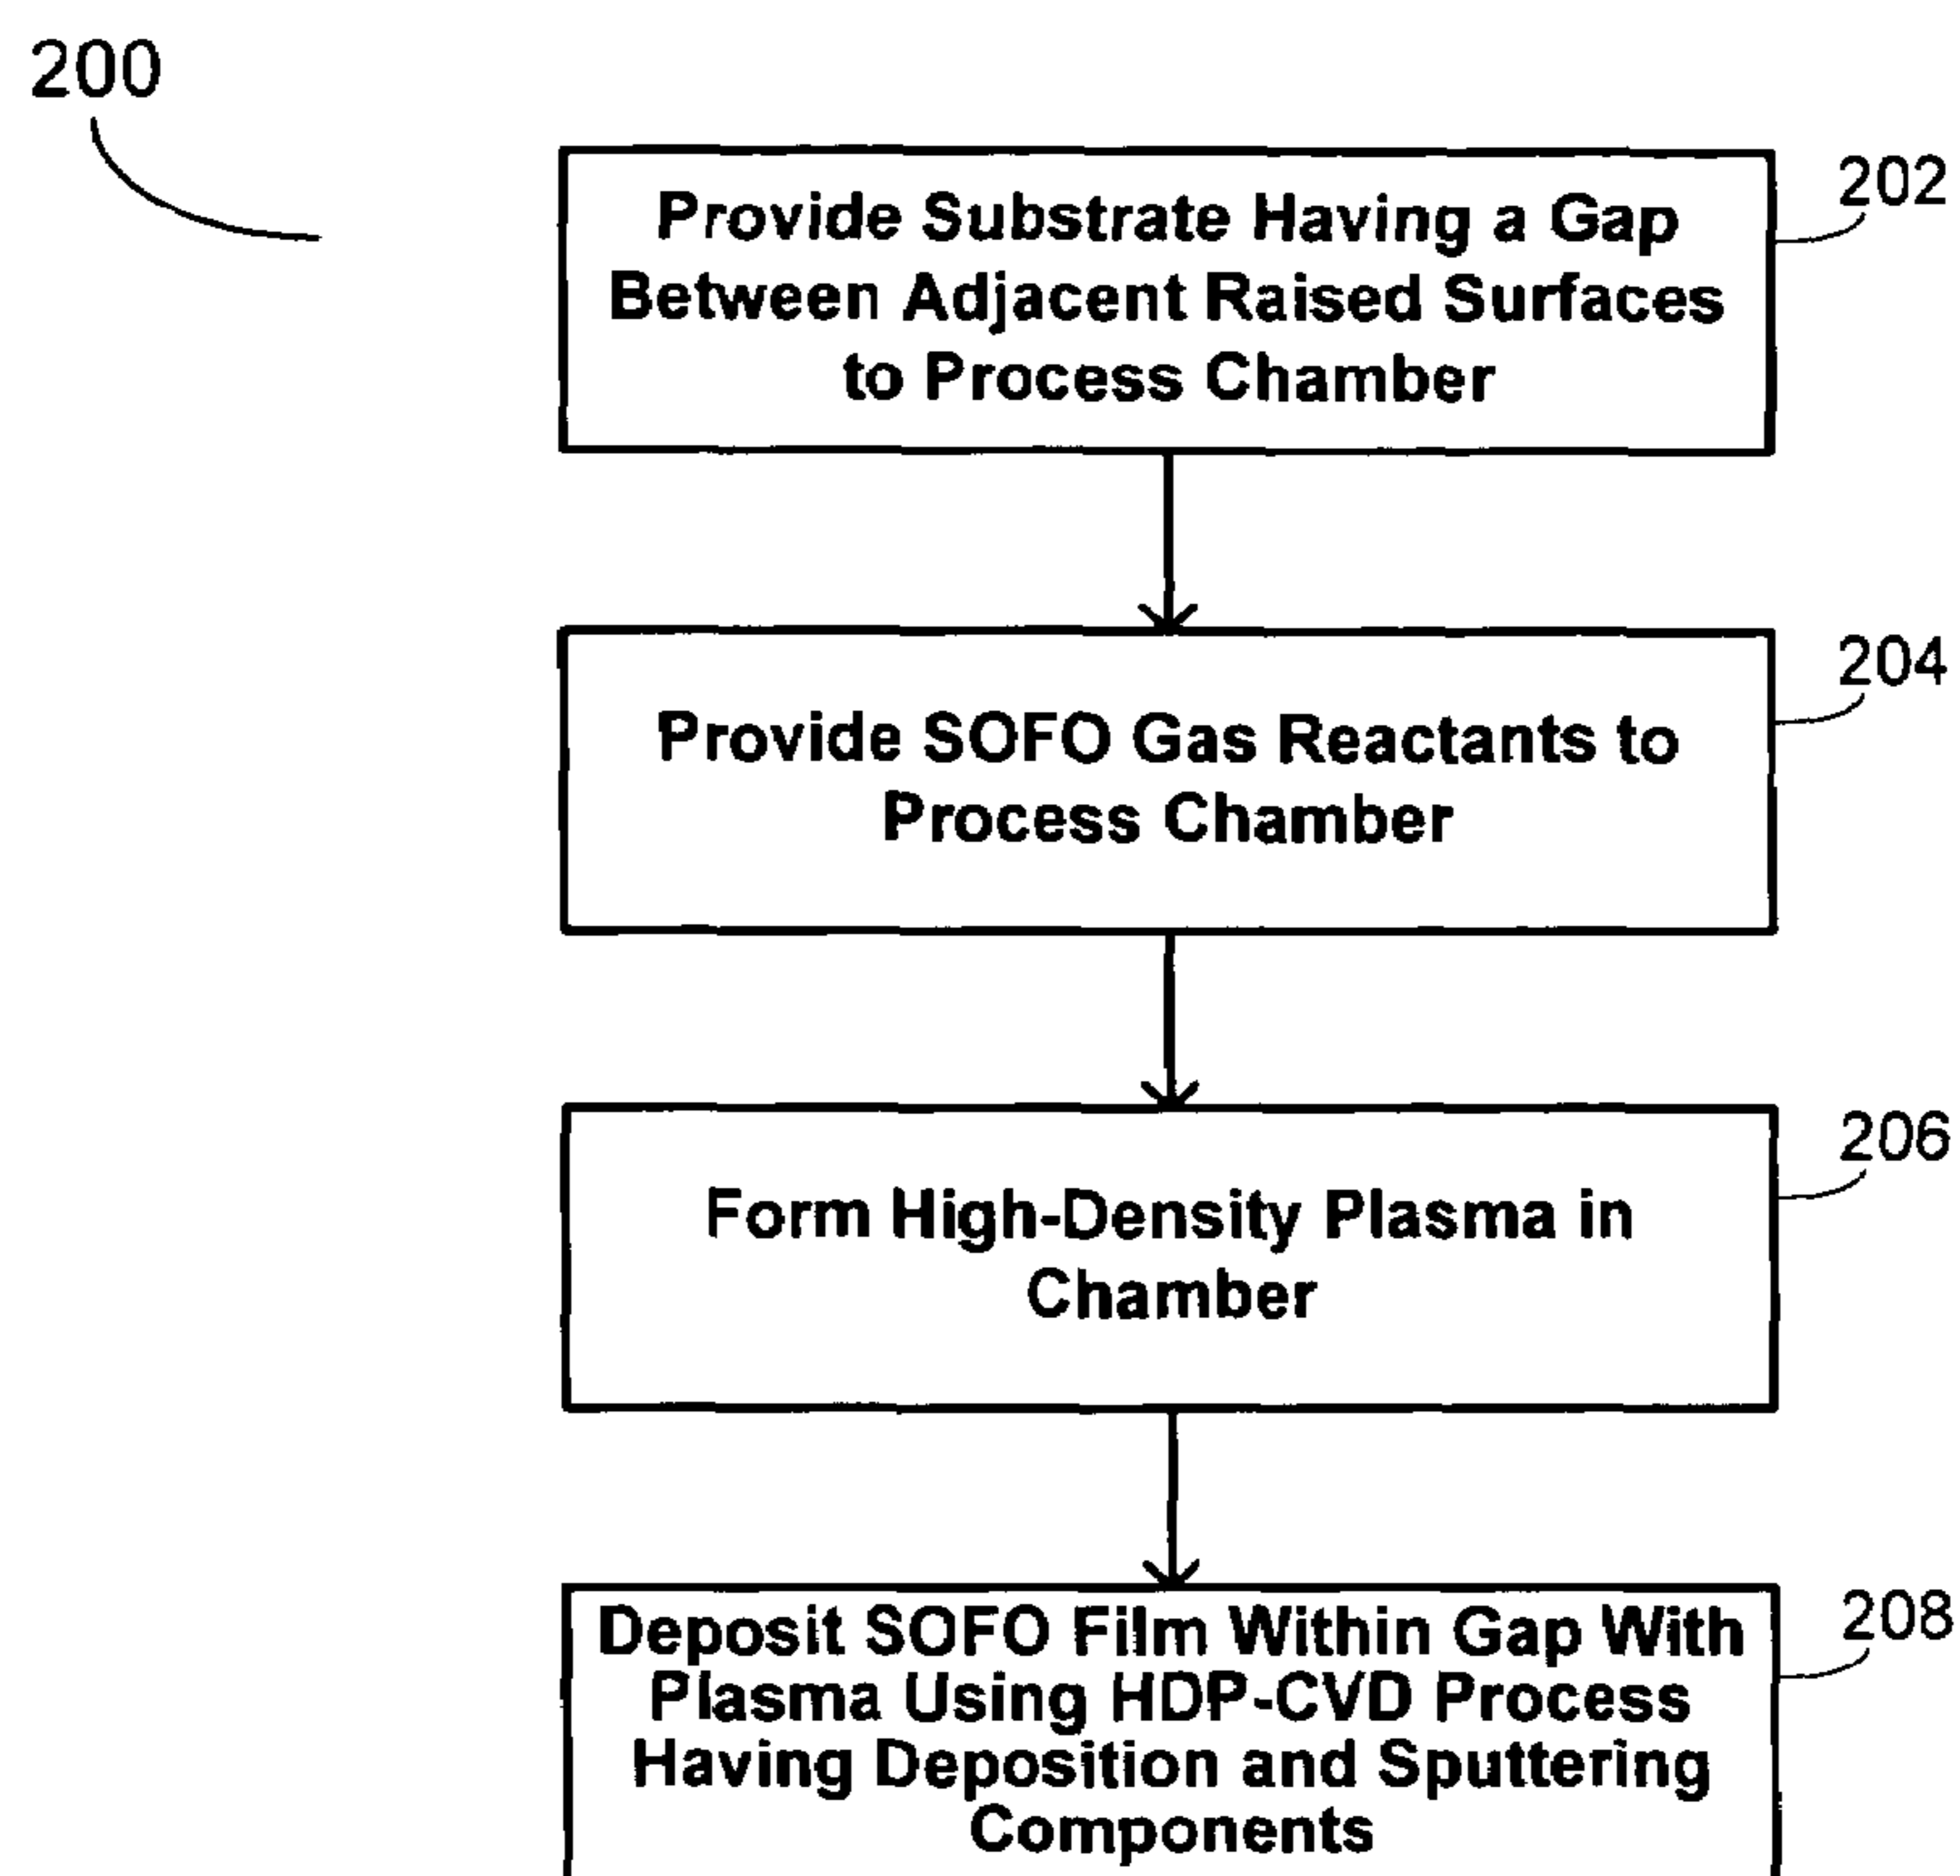 200
202
Provide Substrate Having a Gap
Between Adjacent Raised Surfaces
to Process Chamber
204
Provide SOFO Gas Reactants to
Process Chamber
206
Form High-Density Plasma in
Chamber
208
Deposit SOFO Film Within Gap With
Plasma Using HDP-CVD Process
Having Deposition and Sputtering
Components